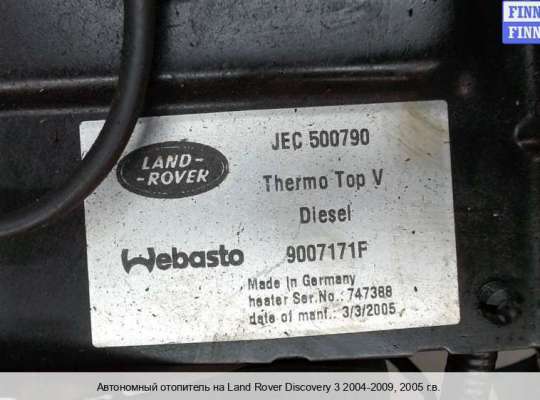 FINN
FINN
JEC 500790
LAND-
-ROVER
Thermo Top V
Diesel
Webasto 9007171F
Made in Germany
heater Ser.No.: 747388
date of manf.: 3/3/2005
Автономный отопитель на Land Rover Discovery 3 2004-2009, 2005 г.в.